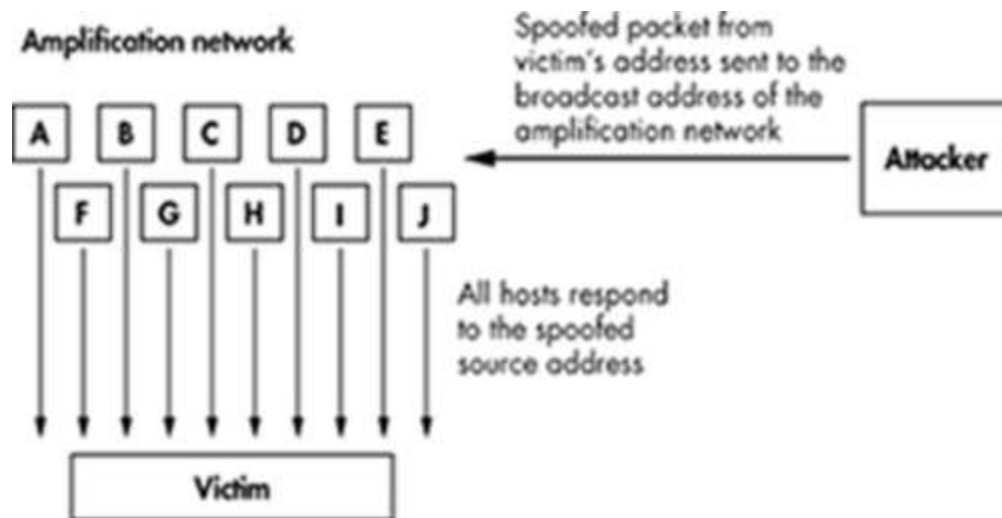 Amplification network
Spoofed packet from
victim's address sent to the
broadcast address of the
amplification network
Attacker
A
B
C
D
E
F
G
H
I
J
All hosts respond
to the spoofed
source address
Victim